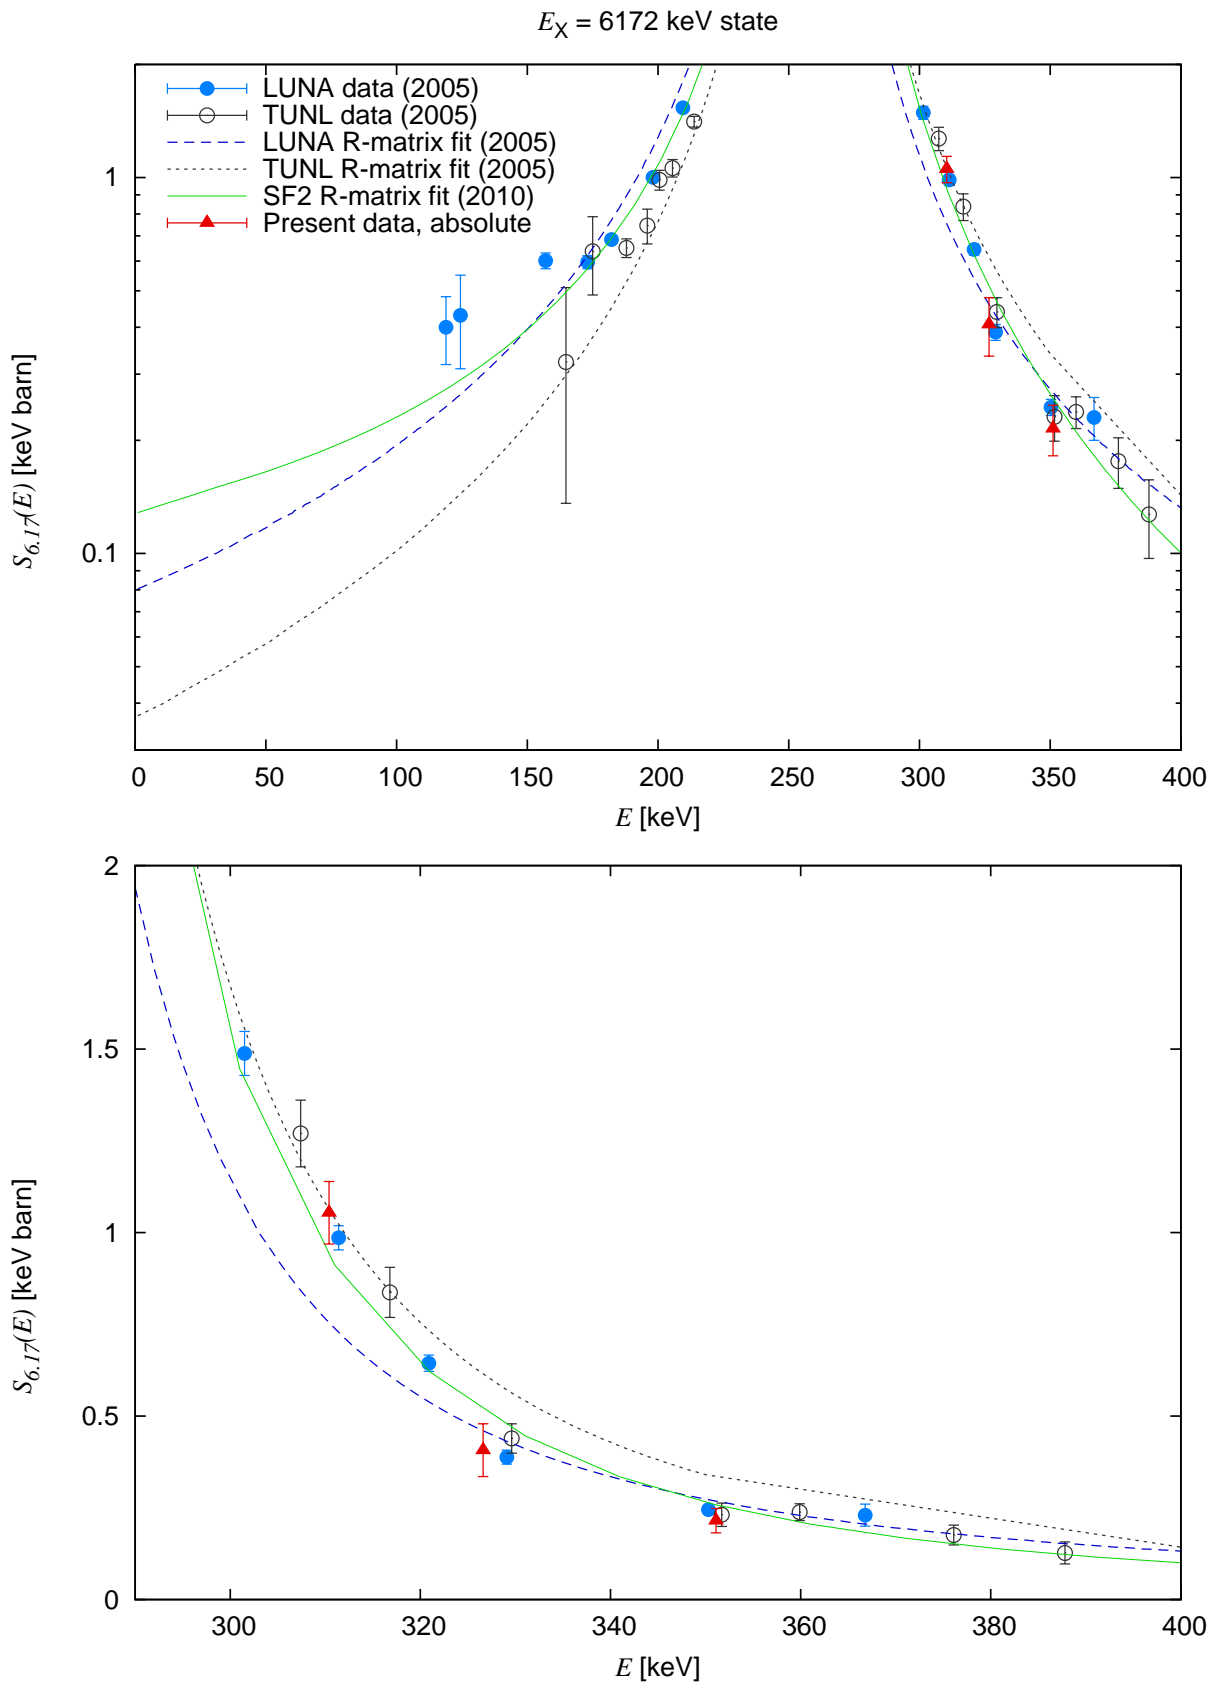 E_X = 6172 keV state
LUNA data (2005)
TUNL data (2005)
LUNA R-matrix fit (2005)
TUNL R-matrix fit (2005)
SF2 R-matrix fit (2010)
Present data, absolute
1
0.1
S_6.17(E) [keV barn]
0 50 100 150 200 250 300 350 400
E [keV]
2
1.5
1
0.5
0
S_6.17(E) [keV barn]
300 320 340 360 380 400
E [keV]